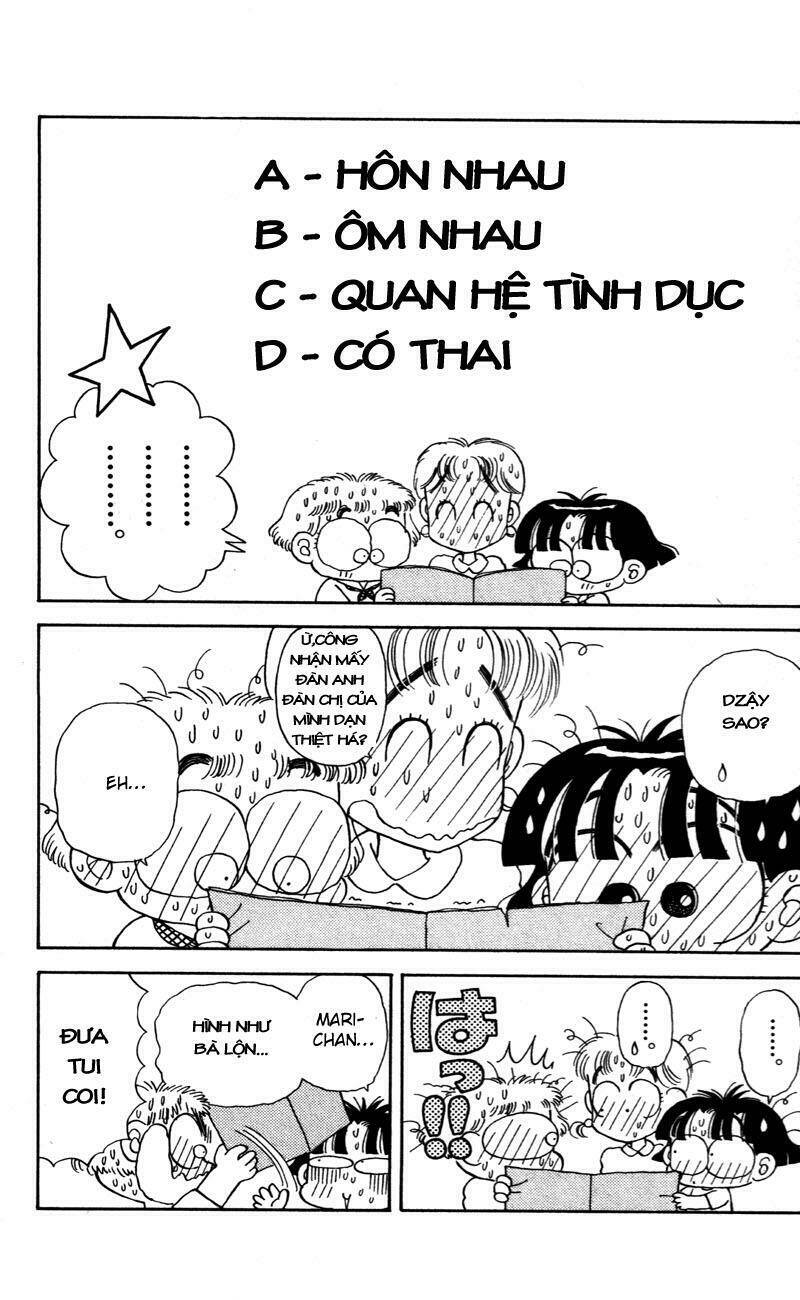 A - HÔN NHAU
B - ÔM NHAU
C - QUAN HỆ TÌNH DỤC
D - CÓ THAI
..........
..........
..........。
Ừ,CÔNG
NHẬN MẤY
ĐÀN ANH
ĐÀN CHỊ CỦA
MÌNH DẠN
THIỆT HÁ?
DZẬY
SAO?
EH...
はっ!!
......。
......
MARI-
CHAN...
HÌNH NHƯ
BÀ LỘN...
ĐƯA
TUI
COI!